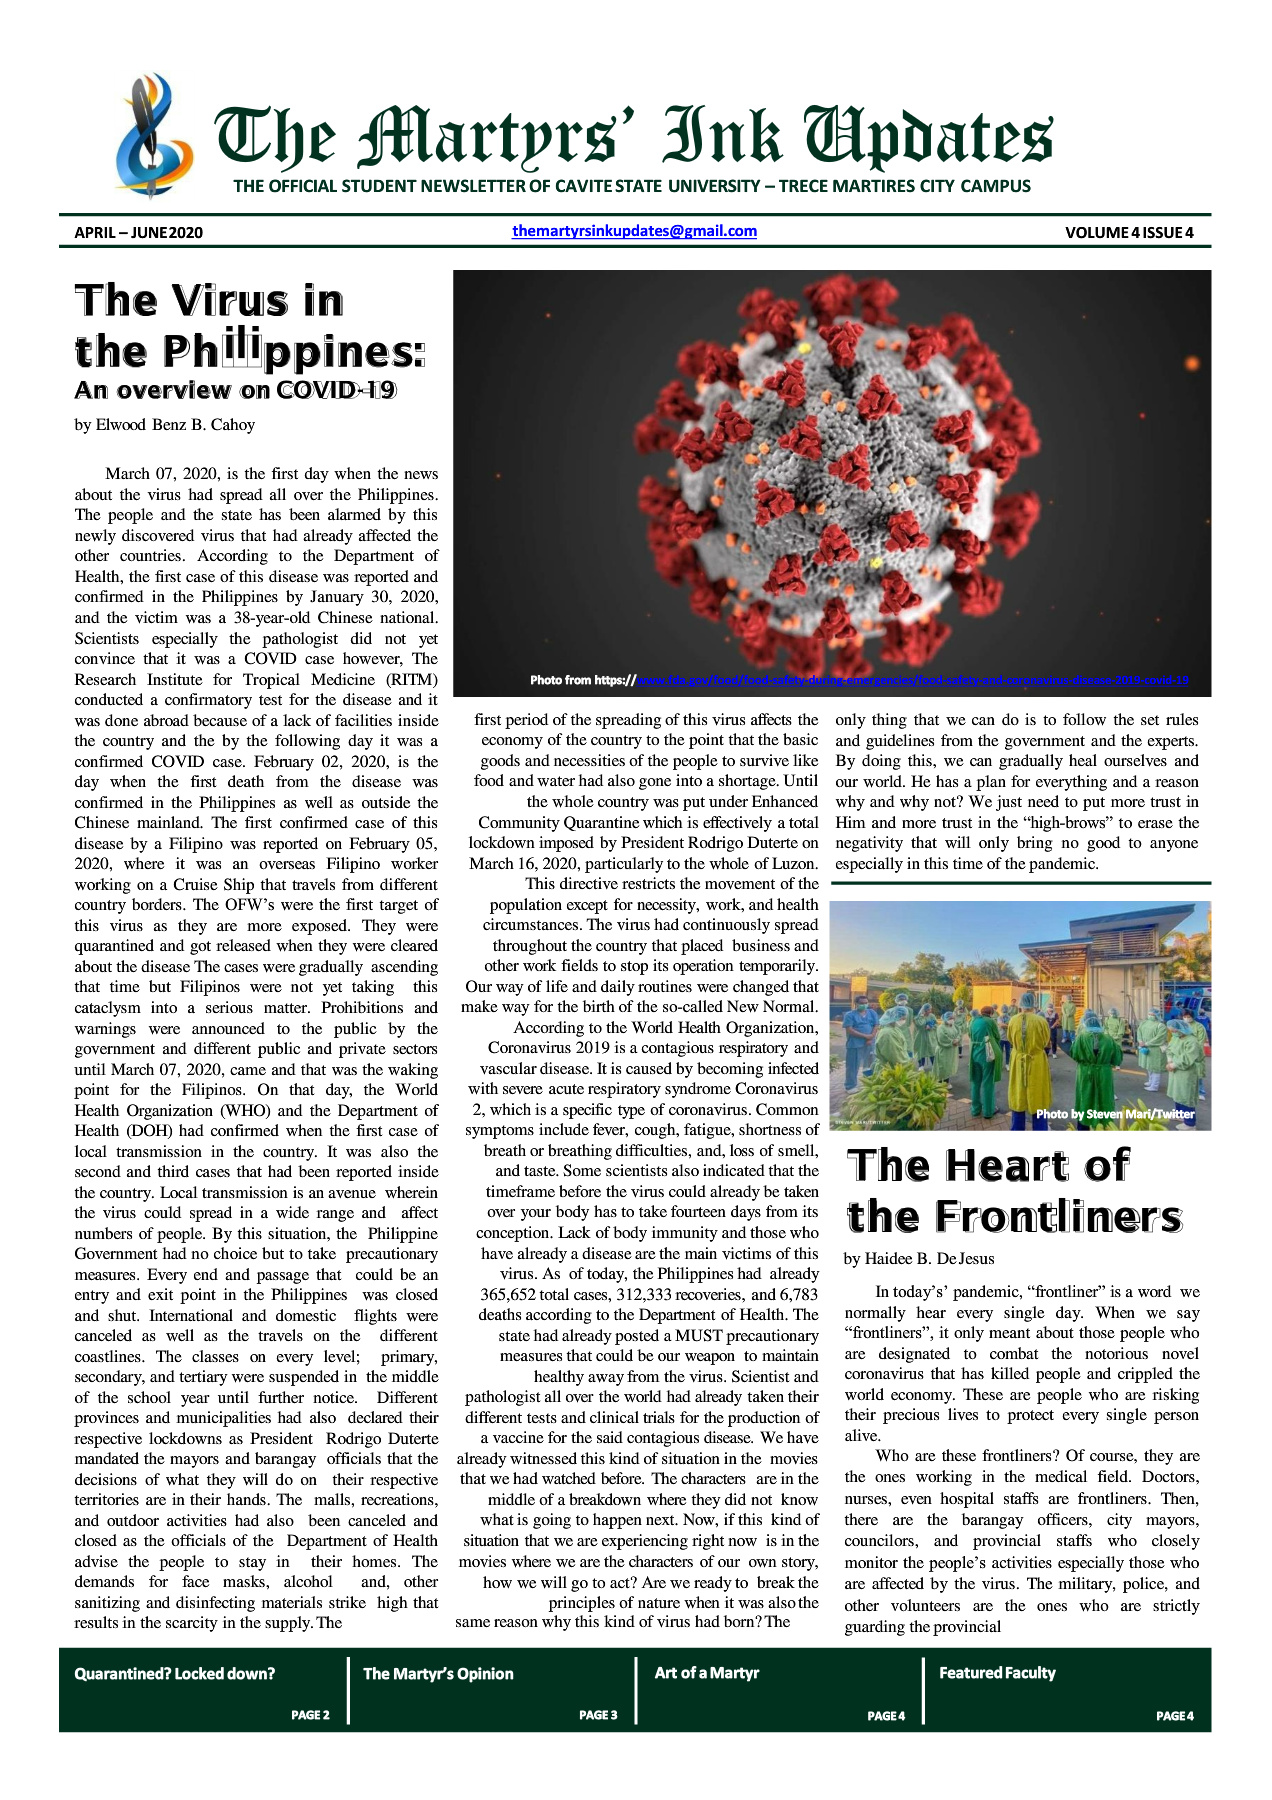 The Martyrs' Ink Updates
THE OFFICIAL STUDENT NEWSLETTER OF CAVITE STATE UNIVERSITY – TRECE MARTIRES CITY CAMPUS
APRIL – JUNE 2020
themartyrsinkupdates@gmail.com
VOLUME 4 ISSUE 4
The Virus in
the Philippines:
An overview on COVID-19
by Elwood Benz B. Cahoy
March 07, 2020, is the first day when the news
about the virus had spread all over the Philippines.
The people and the state has been alarmed by this
newly discovered virus that had already affected the
other countries. According to the Department of
Health, the first case of this disease was reported and
confirmed in the Philippines by January 30, 2020,
and the victim was a 38-year-old Chinese national.
Scientists especially the pathologist did not yet
convince that it was a COVID case however, The
Research Institute for Tropical Medicine (RITM)
conducted a confirmatory test for the disease and it
was done abroad because of a lack of facilities inside
the country and the by the following day it was a
confirmed COVID case. February 02, 2020, is the
day when the first death from the disease was
confirmed in the Philippines as well as outside the
Chinese mainland. The first confirmed case of this
disease by a Filipino was reported on February 05,
2020, where it was an overseas Filipino worker
working on a Cruise Ship that travels from different
country borders. The OFW's were the first target of
this virus as they are more exposed. They were
quarantined and got released when they were cleared
about the disease The cases were gradually ascending
that time but Filipinos were not yet taking this
cataclysm into a serious matter. Prohibitions and
warnings were announced to the public by the
government and different public and private sectors
until March 07, 2020, came and that was the waking
point for the Filipinos. On that day, the World
Health Organization (WHO) and the Department of
Health (DOH) had confirmed when the first case of
local transmission in the country. It was also the
second and third cases that had been reported inside
the country. Local transmission is an avenue wherein
the virus could spread in a wide range and affect
numbers of people. By this situation, the Philippine
Government had no choice but to take precautionary
measures. Every end and passage that could be an
entry and exit point in the Philippines was closed
and shut. International and domestic flights were
canceled as well as the travels on the different
coastlines. The classes on every level; primary,
secondary, and tertiary were suspended in the middle
of the school year until further notice. Different
provinces and municipalities had also declared their
respective lockdowns as President Rodrigo Duterte
mandated the mayors and barangay officials that the
decisions of what they will do on their respective
territories are in their hands. The malls, recreations,
and outdoor activities had also been canceled and
closed as the officials of the Department of Health
advise the people to stay in their homes. The
demands for face masks, alcohol and, other
sanitizing and disinfecting materials strike high that
results in the scarcity in the supply. The
Photo from https://www.fda.gov/food/food-safety-during-emergencies/food-safety-and-coronavirus-disease-2019-covid-19
first period of the spreading of this virus affects the
economy of the country to the point that the basic
goods and necessities of the people to survive like
food and water had also gone into a shortage. Until
the whole country was put under Enhanced
Community Quarantine which is effectively a total
lockdown imposed by President Rodrigo Duterte on
March 16, 2020, particularly to the whole of Luzon.
This directive restricts the movement of the
population except for necessity, work, and health
circumstances. The virus had continuously spread
throughout the country that placed business and
other work fields to stop its operation temporarily.
Our way of life and daily routines were changed that
make way for the birth of the so-called New Normal.
According to the World Health Organization,
Coronavirus 2019 is a contagious respiratory and
vascular disease. It is caused by becoming infected
with severe acute respiratory syndrome Coronavirus
2, which is a specific type of coronavirus. Common
symptoms include fever, cough, fatigue, shortness of
breath or breathing difficulties, and, loss of smell,
and taste. Some scientists also indicated that the
timeframe before the virus could already be taken
over your body has to take fourteen days from its
conception. Lack of body immunity and those who
have already a disease are the main victims of this
virus. As of today, the Philippines had already
365,652 total cases, 312,333 recoveries, and 6,783
deaths according to the Department of Health. The
state had already posted a MUST precautionary
measures that could be our weapon to maintain
healthy away from the virus. Scientist and
pathologist all over the world had already taken their
different tests and clinical trials for the production of
a vaccine for the said contagious disease. We have
already witnessed this kind of situation in the movies
that we had watched before. The characters are in the
middle of a breakdown where they did not know
what is going to happen next. Now, if this kind of
situation that we are experiencing right now is in the
movies where we are the characters of our own story,
how we will go to act? Are we ready to break the
principles of nature when it was also the
same reason why this kind of virus had born? The
only thing that we can do is to follow the set rules
and guidelines from the government and the experts.
By doing this, we can gradually heal ourselves and
our world. He has a plan for everything and a reason
why and why not? We just need to put more trust in
Him and more trust in the “high-brows” to erase the
negativity that will only bring no good to anyone
especially in this time of the pandemic.
Photo by Steven Mari/Twitter
STEVEN MARI/TWITTER
The Heart of
the Frontliners
by Haidee B. De Jesus
In today's' pandemic, “frontliner” is a word we
normally hear every single day. When we say
“frontliners”, it only meant about those people who
are designated to combat the notorious novel
coronavirus that has killed people and crippled the
world economy. These are people who are risking
their precious lives to protect every single person
alive.
Who are these frontliners? Of course, they are
the ones working in the medical field. Doctors,
nurses, even hospital staffs are frontliners. Then,
there are the barangay officers, city mayors,
councilors, and provincial staffs who closely
monitor the people's activities especially those who
are affected by the virus. The military, police, and
other volunteers are the ones who are strictly
guarding the provincial
Quarantined? Locked down?
PAGE 2
The Martyr's Opinion
PAGE 3
Art of a Martyr
PAGE 4
Featured Faculty
PAGE 4